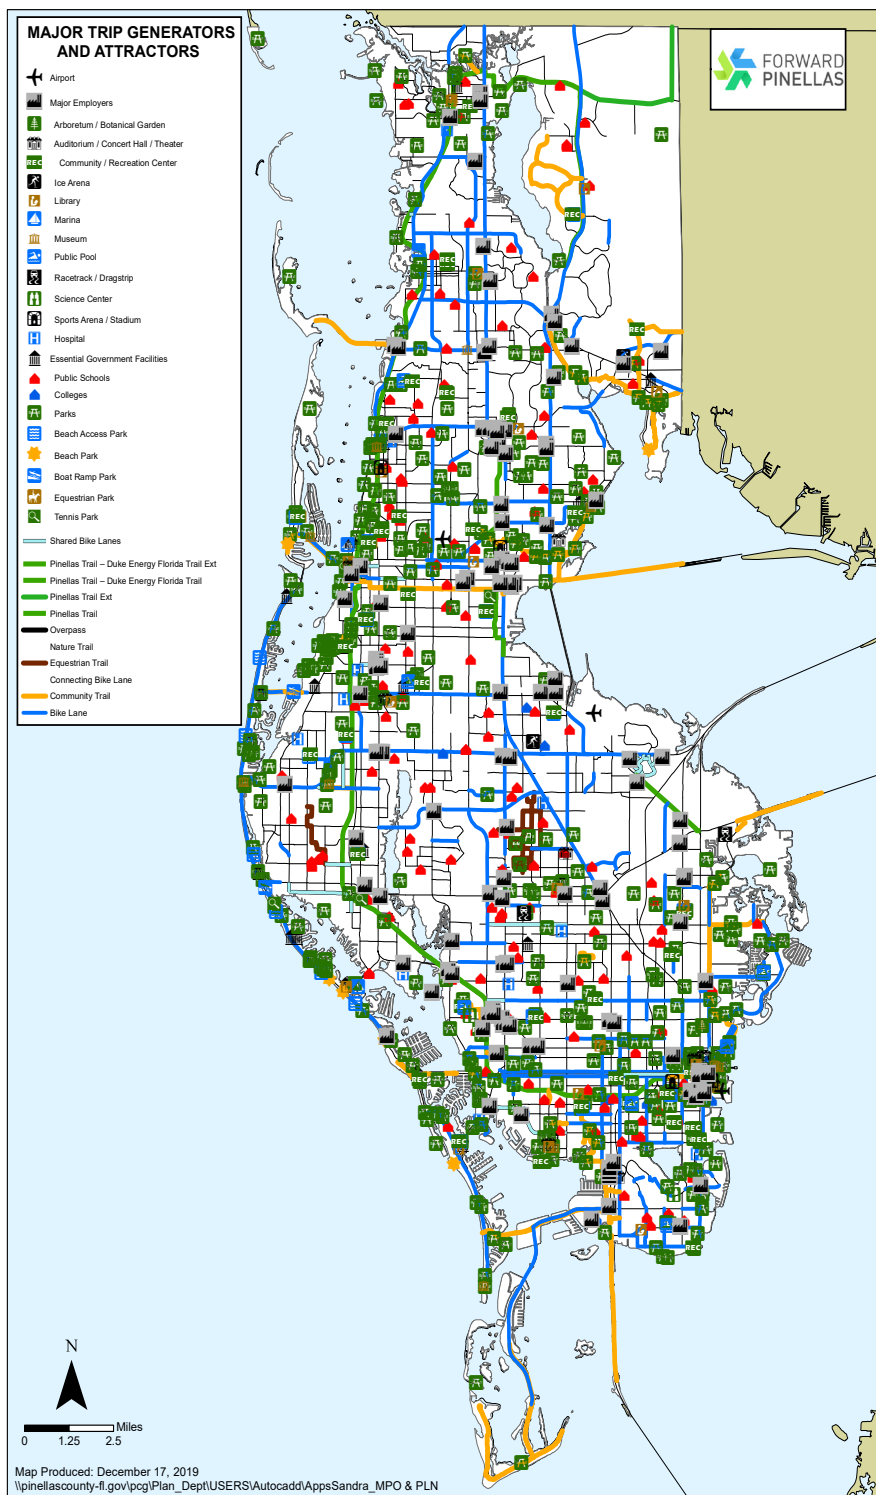 MAJOR TRIP GENERATORS
AND ATTRACTORS
Airport
Major Employers
Arboretum / Botanical Garden
Auditorium / Concert Hall / Theater
REC Community / Recreation Center
Ice Arena
Library
Marina
Museum
Public Pool
Racetrack / Dragstrip
Science Center
Sports Arena / Stadium
Hospital
Essential Government Facilities
Public Schools
Colleges
Parks
Beach Access Park
Beach Park
Boat Ramp Park
Equestrian Park
Tennis Park
Shared Bike Lanes
Pinellas Trail – Duke Energy Florida Trail Ext
Pinellas Trail – Duke Energy Florida Trail
Pinellas Trail Ext
Pinellas Trail
Overpass
Nature Trail
Equestrian Trail
Connecting Bike Lane
Community Trail
Bike Lane
FORWARD
PINELLAS
N
Miles
0 1.25 2.5
Map Produced: December 17, 2019
\\pinellascounty-fl.gov\pcg\Plan_Dept\USERS\Autocadd\AppsSandra_MPO & PLN